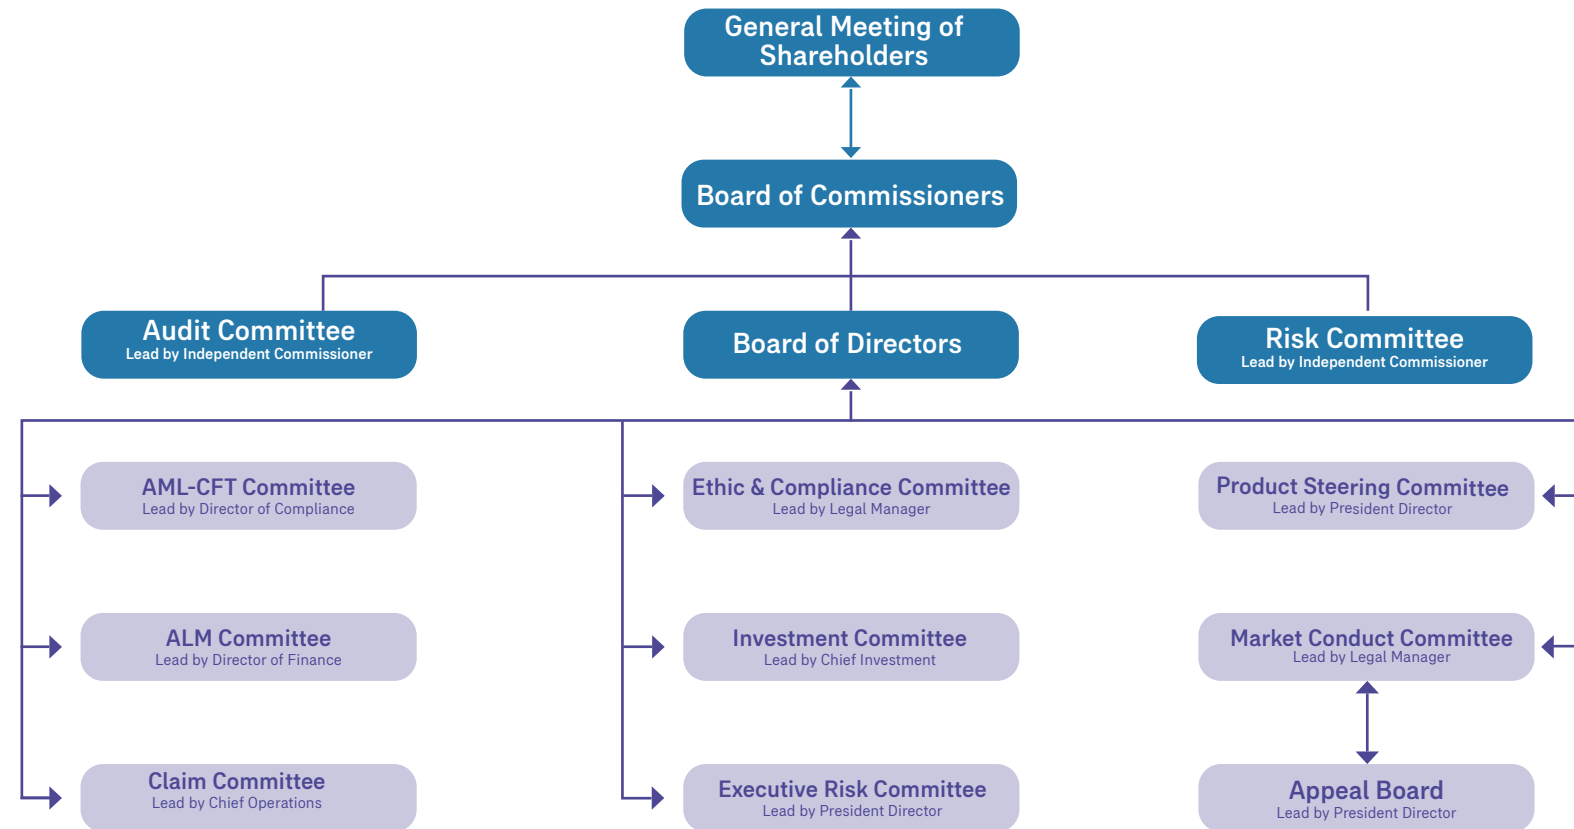 General Meeting of
Shareholders
Board of Commissioners
Audit Committee
Lead by Independent Commissioner
Board of Directors
Risk Committee
Lead by Independent Commissioner
AML-CFT Committee
Lead by Director of Compliance
Ethic & Compliance Committee
Lead by Legal Manager
Product Steering Committee
Lead by President Director
ALM Committee
Lead by Director of Finance
Investment Committee
Lead by Chief Investment
Market Conduct Committee
Lead by Legal Manager
Claim Committee
Lead by Chief Operations
Executive Risk Committee
Lead by President Director
Appeal Board
Lead by President Director